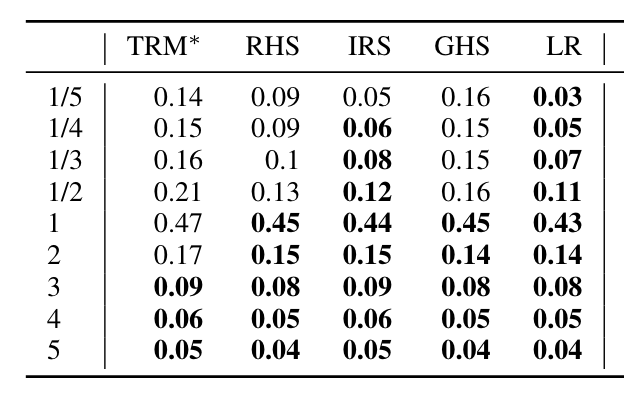 TRM* RHS IRS GHS LR
1/5 0.14 0.09 0.05 0.16 0.03
1/4 0.15 0.09 0.06 0.15 0.05
1/3 0.16 0.1 0.08 0.15 0.07
1/2 0.21 0.13 0.12 0.16 0.11
1 0.47 0.45 0.44 0.45 0.43
2 0.17 0.15 0.15 0.14 0.14
3 0.09 0.08 0.09 0.08 0.08
4 0.06 0.05 0.06 0.05 0.05
5 0.05 0.04 0.05 0.04 0.04